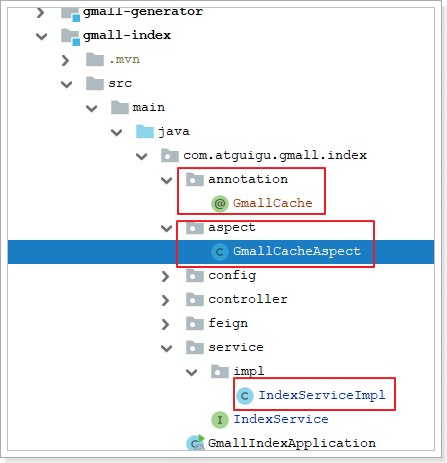 gmall-generator
gmall-index
.mvn
src
main
java
com.atguigu.gmall.index
annotation
@ GmallCache
aspect
C GmallCacheAspect
config
controller
feign
service
impl
C IndexServiceImpl
I IndexService
C GmallIndexApplication